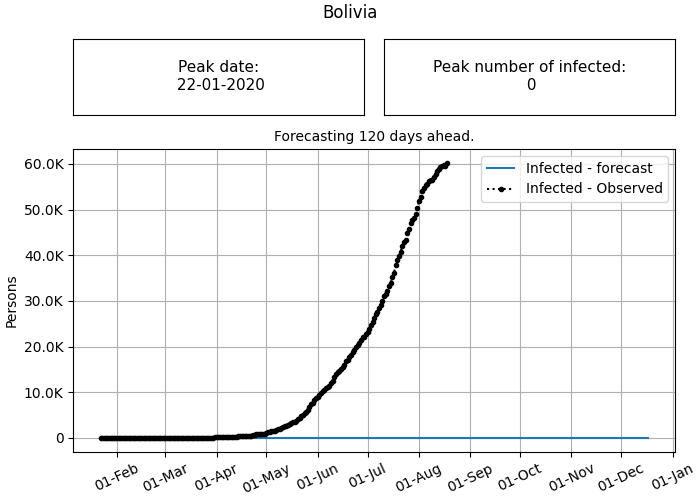 Bolivia
Peak date:
22-01-2020
Peak number of infected:
0
Forecasting 120 days ahead.
60.0K
50.0K
40.0K
30.0K
20.0K
10.0K
0
Persons
Infected - forecast
Infected - Observed
01-Feb
01-Mar
01-Apr
01-May
01-Jun
01-Jul
01-Aug
01-Sep
01-Oct
01-Nov
01-Dec
01-Jan